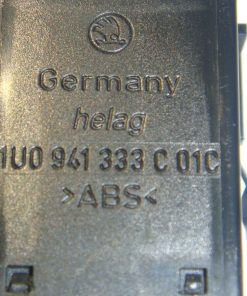 Germany
helag
1U0 941 333 C 01C
>ABS<